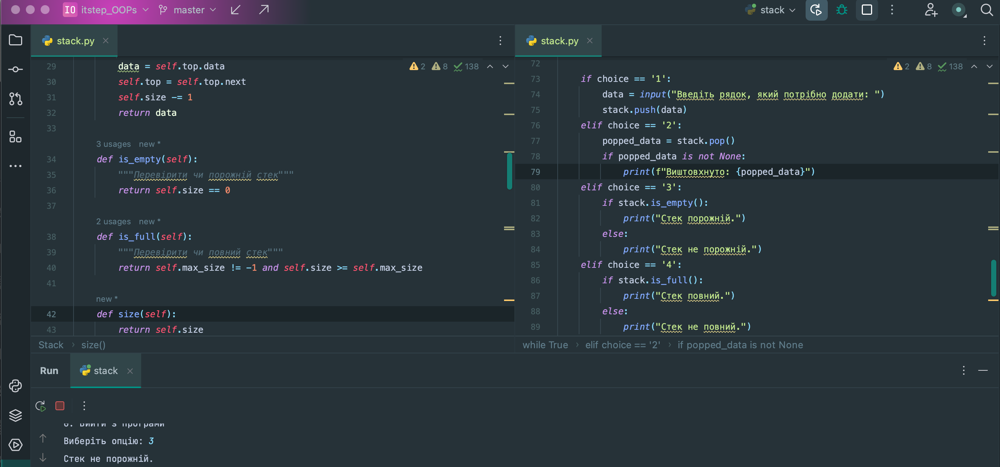 IO itstep_OOPs master stack
stack.py
29 data = self.top.data
30 self.top = self.top.next
31 self.size -= 1
32 return data
33
3 usages new *
34 def is_empty(self):
35 """Перевірити чи порожній стек"""
36 return self.size == 0
37
2 usages new *
38 def is_full(self):
39 """Перевірити чи повний стек"""
40 return self.max_size != -1 and self.size >= self.max_size
41
new *
42 def size(self):
43 return self.size
2 8 138
Stack > size()
stack.py
72
73 if choice == '1':
74 data = input("Введіть рядок, який потрібно додати: ")
75 stack.push(data)
76 elif choice == '2':
77 popped_data = stack.pop()
78 if popped_data is not None:
79 print(f"Виштовхнуто: {popped_data}")
80 elif choice == '3':
81 if stack.is_empty():
82 print("Стек порожній.")
83 else:
84 print("Стек не порожній.")
85 elif choice == '4':
86 if stack.is_full():
87 print("Стек повний.")
88 else:
89 print("Стек не повний.")
2 8 138
while True > elif choice == '2' > if popped_data is not None
Run stack
з програми
Виберіть опцію: 3
Стек не порожній.